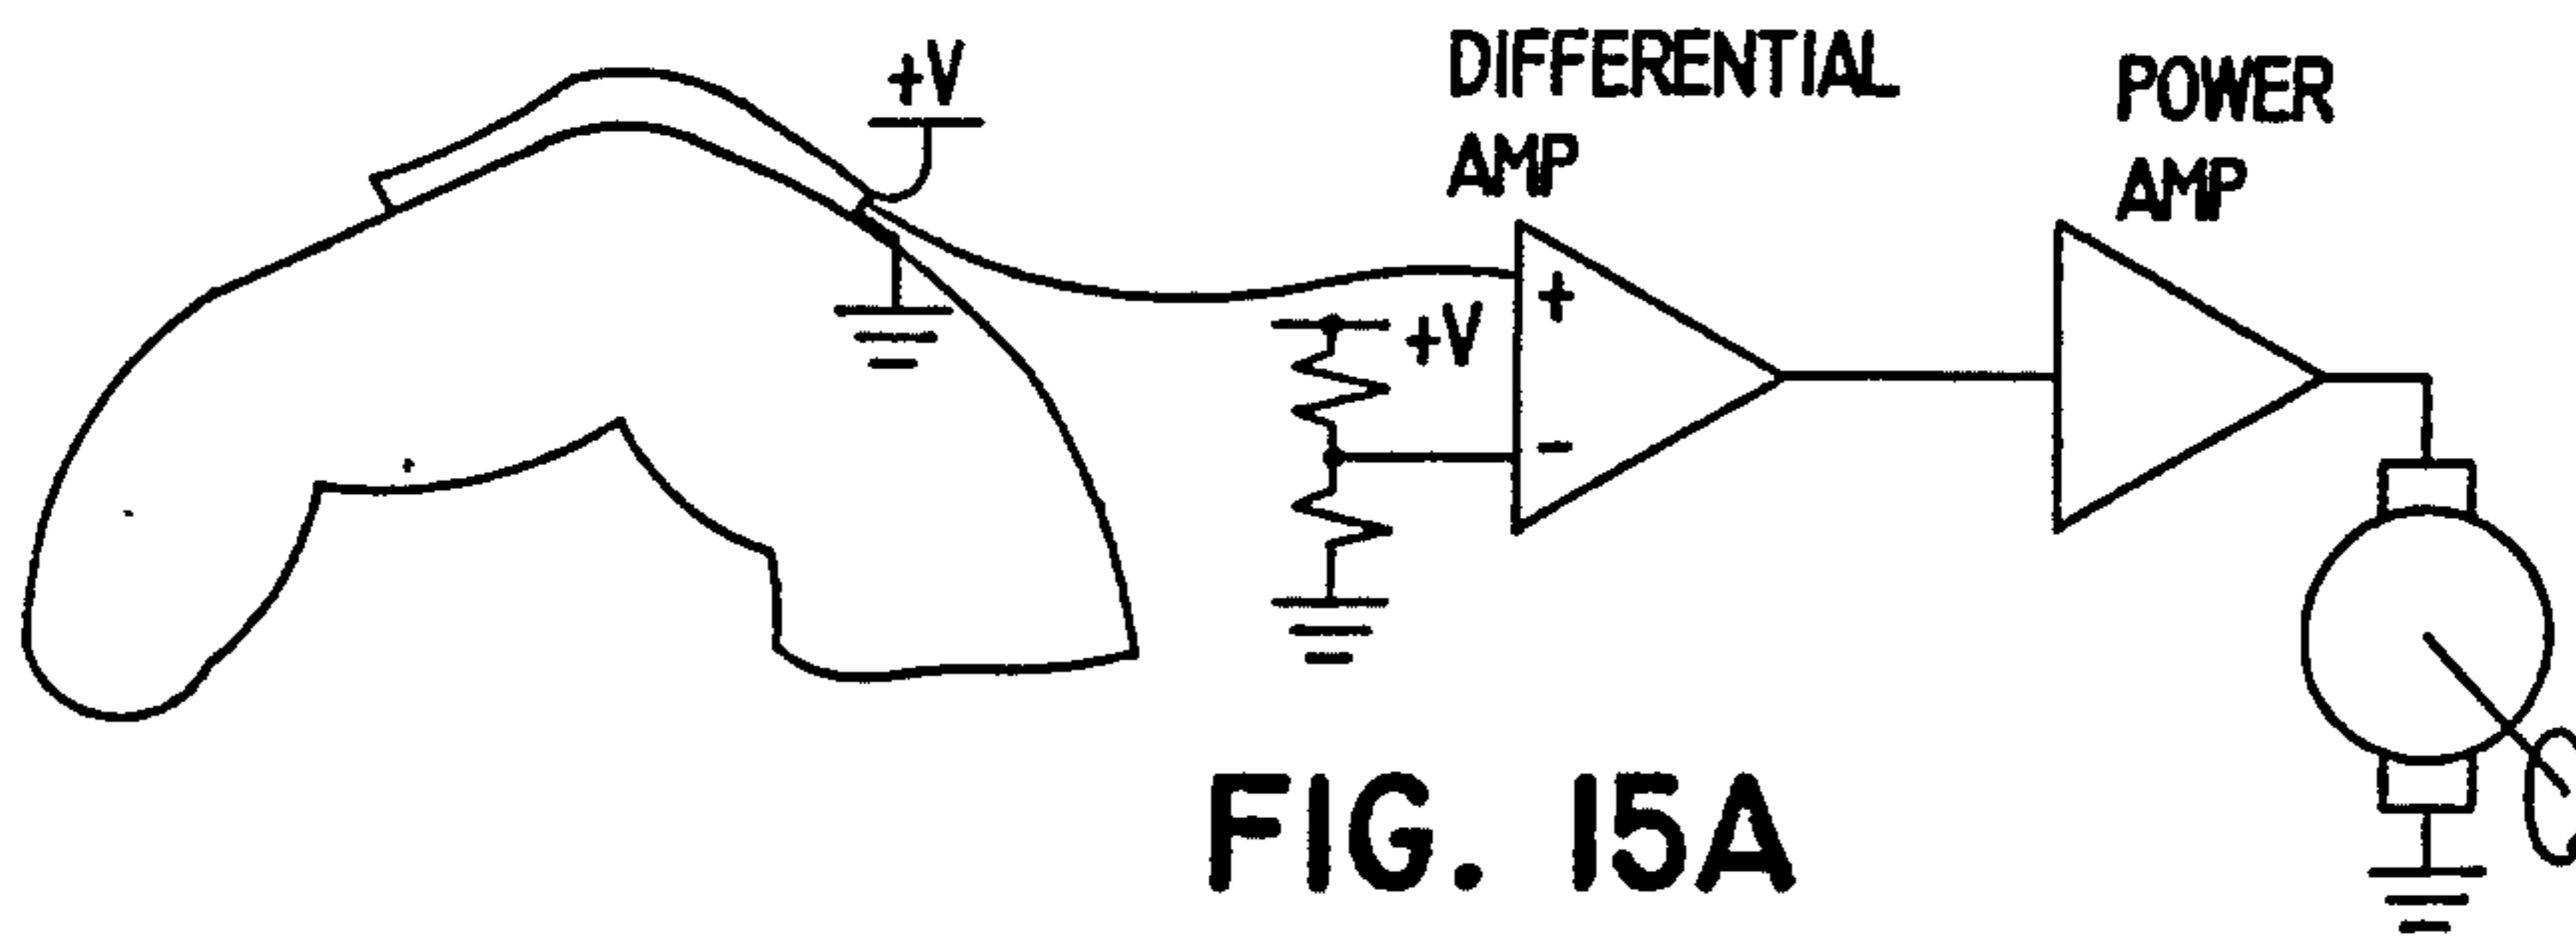 +V
DIFFERENTIAL
AMP
POWER
AMP
+
+V
-
FIG. 15A